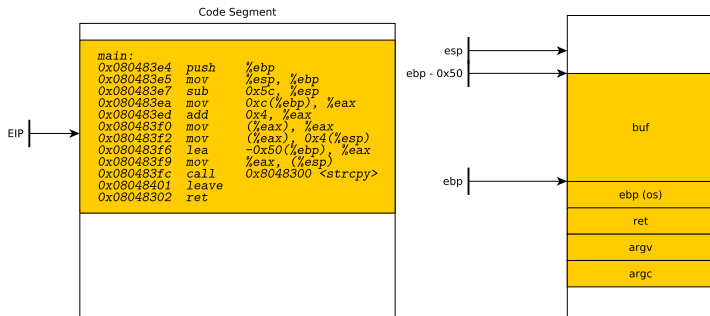 Code Segment
main:
0x080483e4 push %ebp
0x080483e5 mov %esp, %ebp
0x080483e7 sub 0x5c, %esp
0x080483ea mov 0xc(%ebp), %eax
0x080483ed add 0x4, %eax
0x080483f0 mov (%eax), %eax
0x080483f2 mov (%eax), 0x4(%esp)
0x080483f6 lea -0x50(%ebp), %eax
0x080483f9 mov %eax, (%esp)
0x080483fc call 0x8048300 <strcpy>
0x08048401 leave
0x08048302 ret
EIP
esp
ebp - 0x50
ebp
buf
ebp (os)
ret
argv
argc